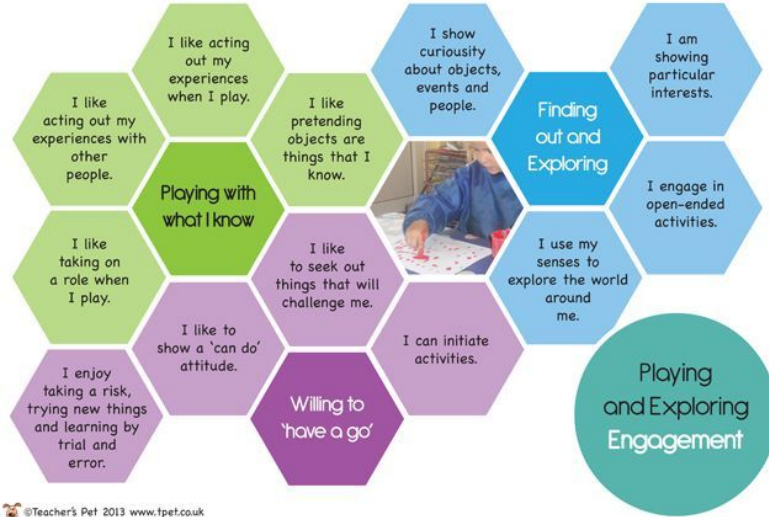 I like acting
out my
experiences
when I play.
I like
acting out my
experiences with
other
people.
I like
pretending
objects are
things that I
know.
Playing with
what I know
I like
taking on
a role when
I play.
I show
curiousity
about objects,
events and
people.
Finding
out and
Exploring
I am
showing
particular
interests.
I engage in
open-ended
activities.
I use my
senses to
explore the world
around
me.
I like
to seek out
things that will
challenge me.
I like to
show a 'can do'
attitude.
I can initiate
activities.
I enjoy
taking a risk,
trying new things
and learning by
trial and
error.
Willing to
'have a go'
Playing
and Exploring
Engagement
©Teacher's Pet 2013 www.tpet.co.uk